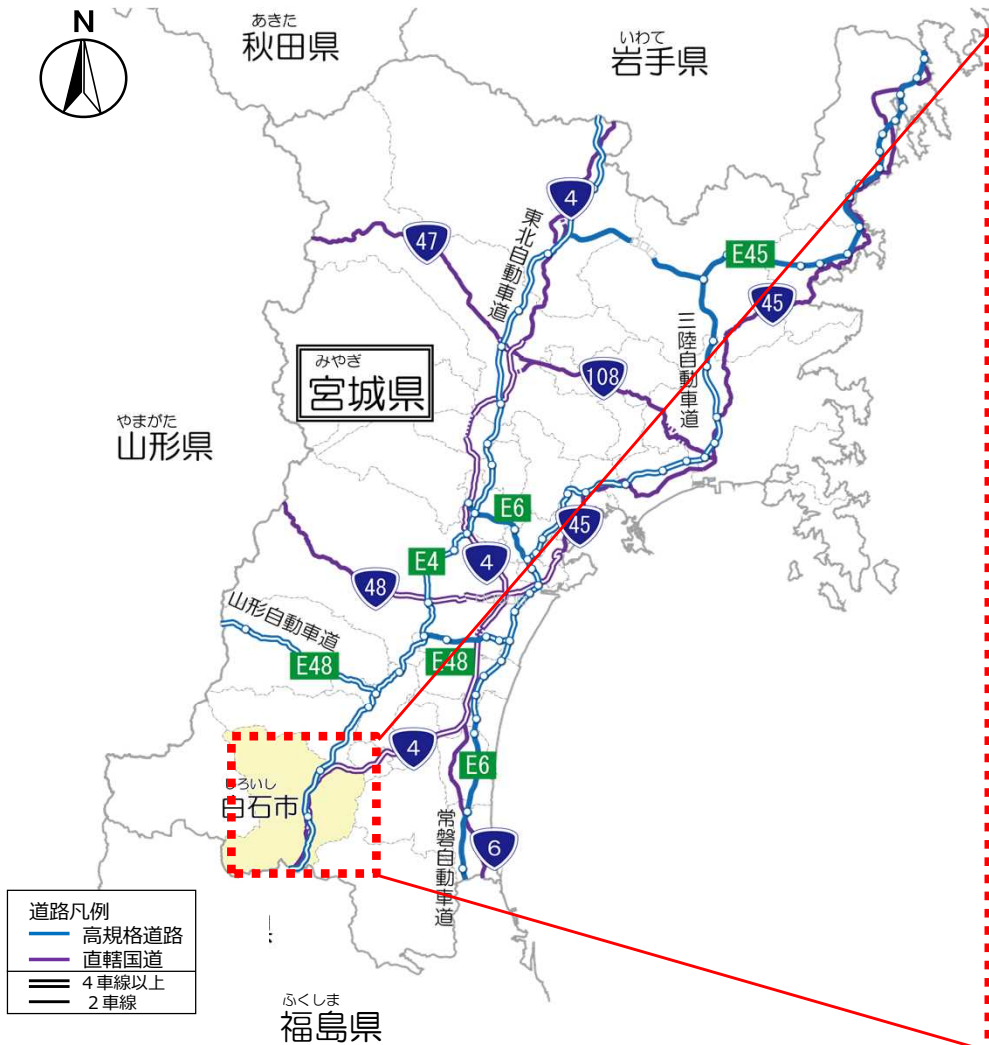 N
あきた
秋田県
いわて
岩手県
4
47
東北自動車道
E45
45
みやぎ
宮城県
三陸自動車道
108
やまがた
山形県
E6
45
E4
4
48
山形自動車道
E48
E48
4
E6
しろいし
白石市
常磐自動車道
6
道路凡例
高規格道路
直轄国道
4車線以上
2車線
ふくしま
福島県